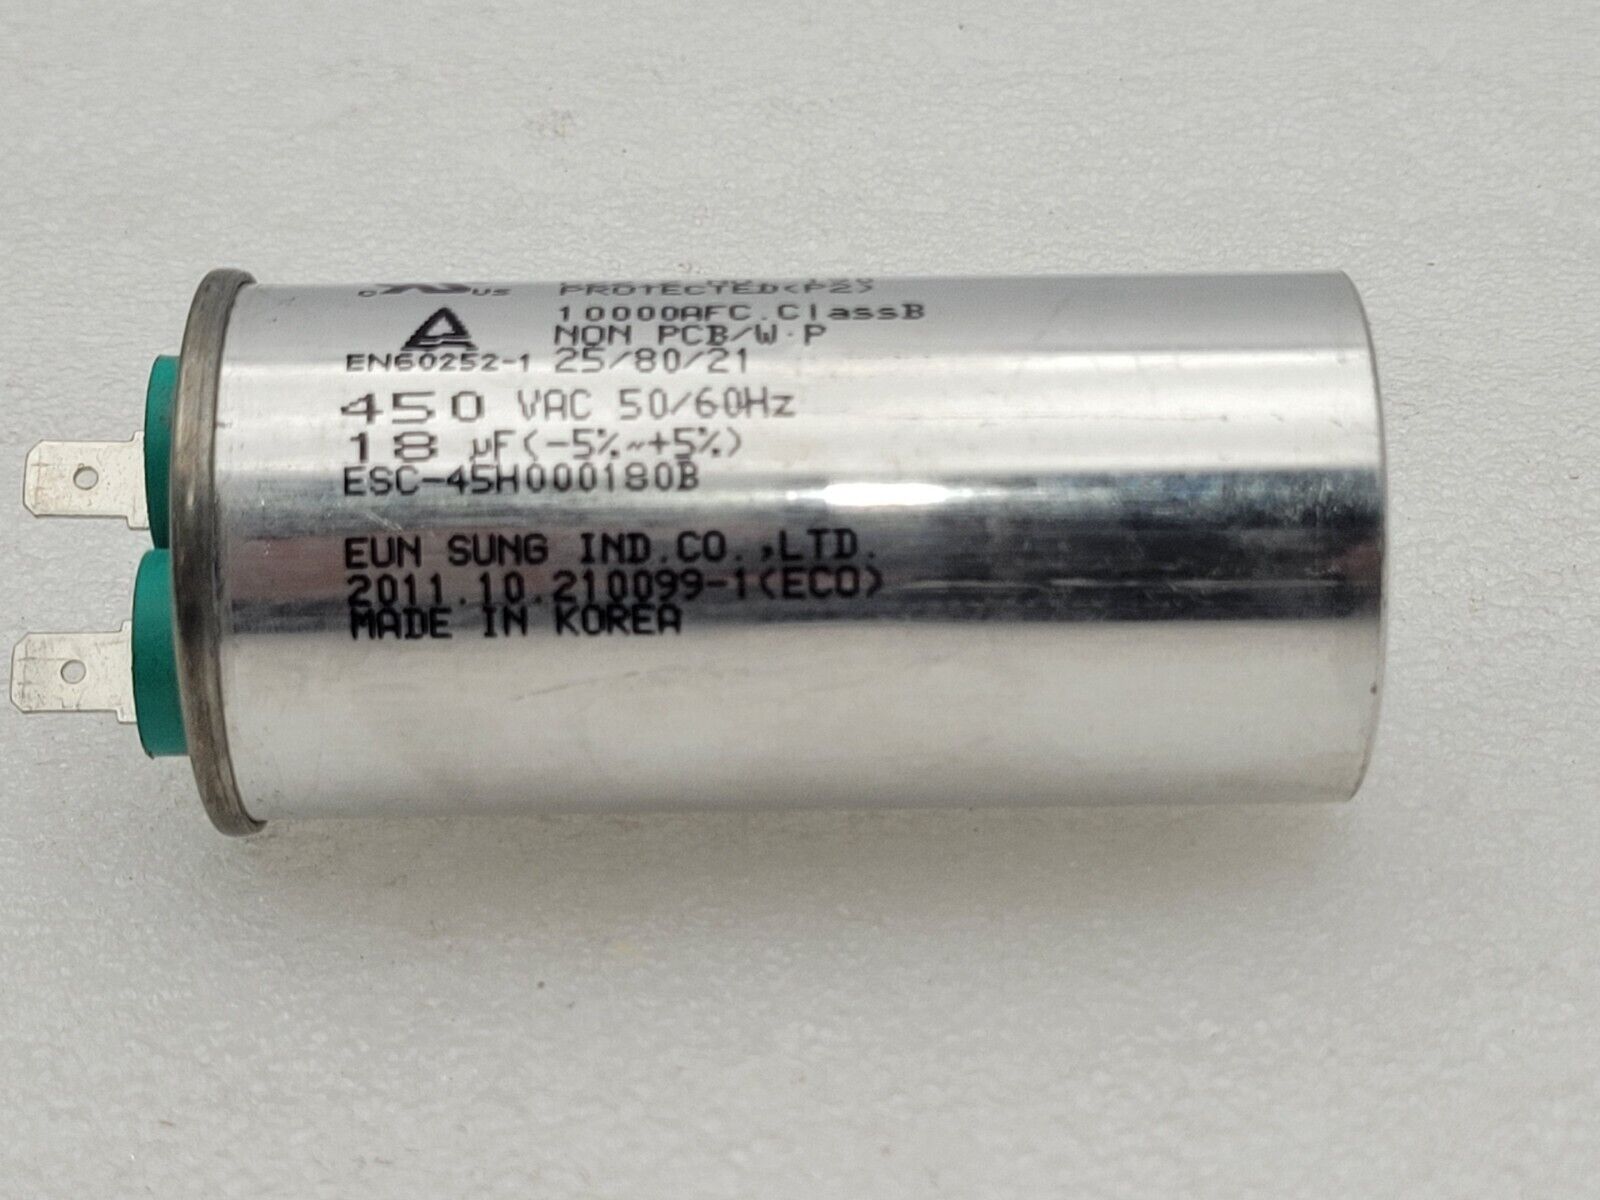 c US PROTECTED(P2)
10000AFC.ClassB
NON PCB/W.P
EN60252-1 25/80/21
450 VAC 50/60Hz
18 μF(-5%~+5%)
ESC-45H000180B
EUN SUNG IND.CO.,LTD.
2011.10.210099-1(ECO)
MADE IN KOREA